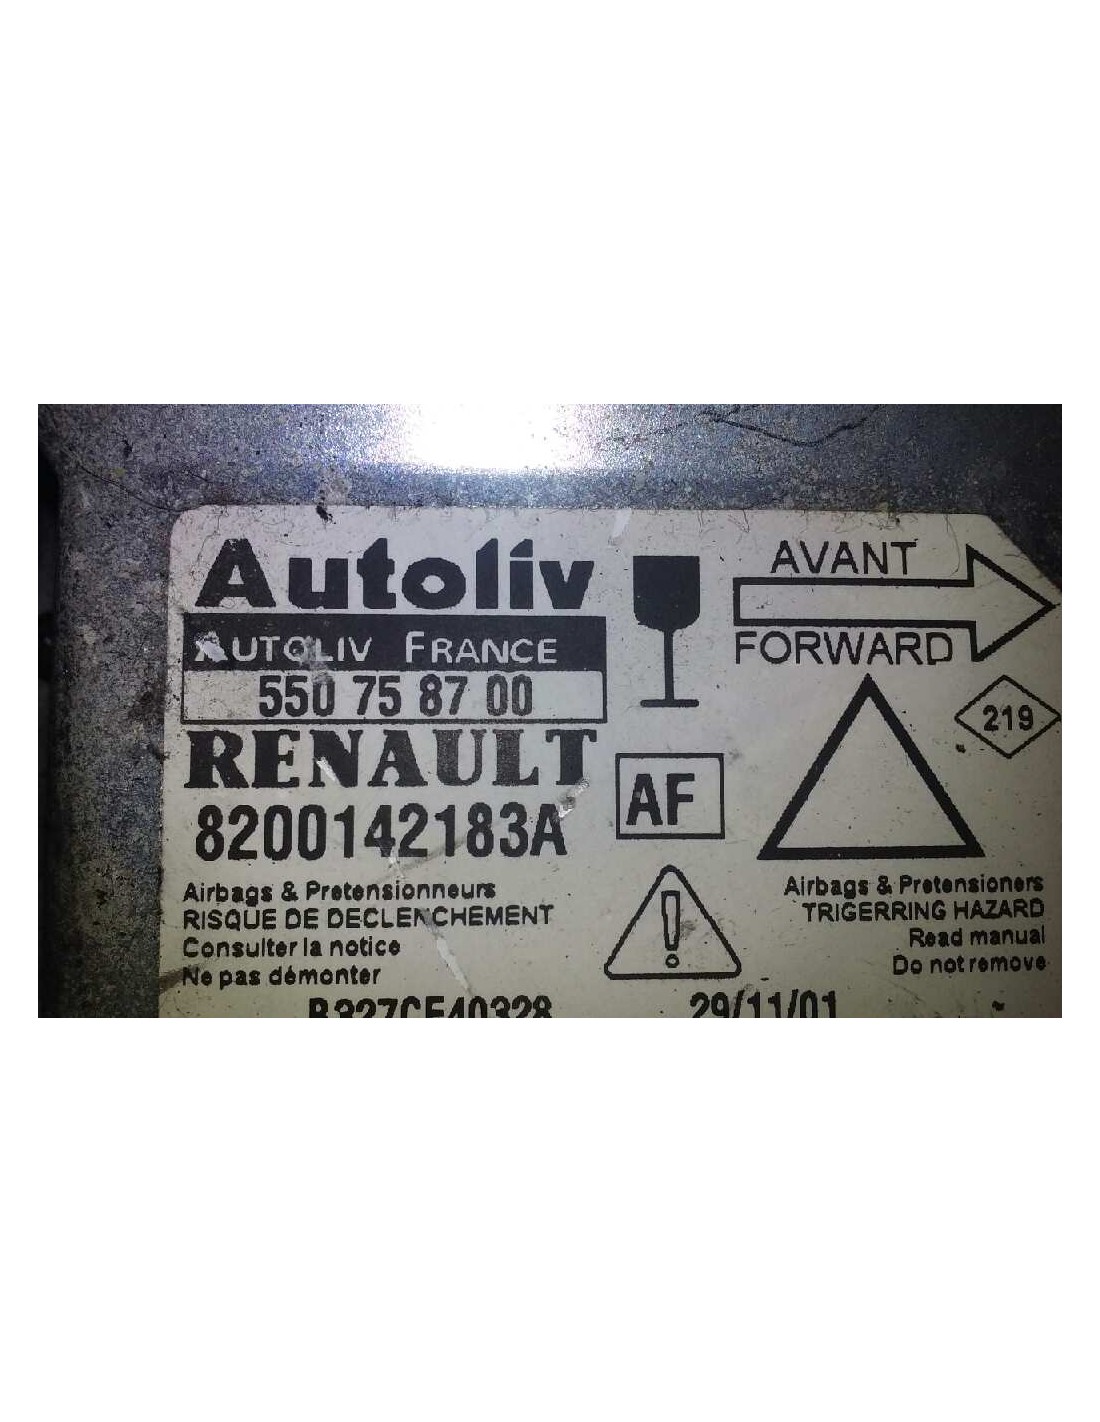 Autoliv
AUTOLIV FRANCE
550 75 87 00
RENAULT
8200142183A
AVANT
FORWARD
219
AF
Airbags & Pretensionneurs
RISQUE DE DECLENCHEMENT
Consulter la notice
Ne pas démonter
Airbags & Pretensioners
TRIGERRING HAZARD
Read manual
Do not remove
29/11/01